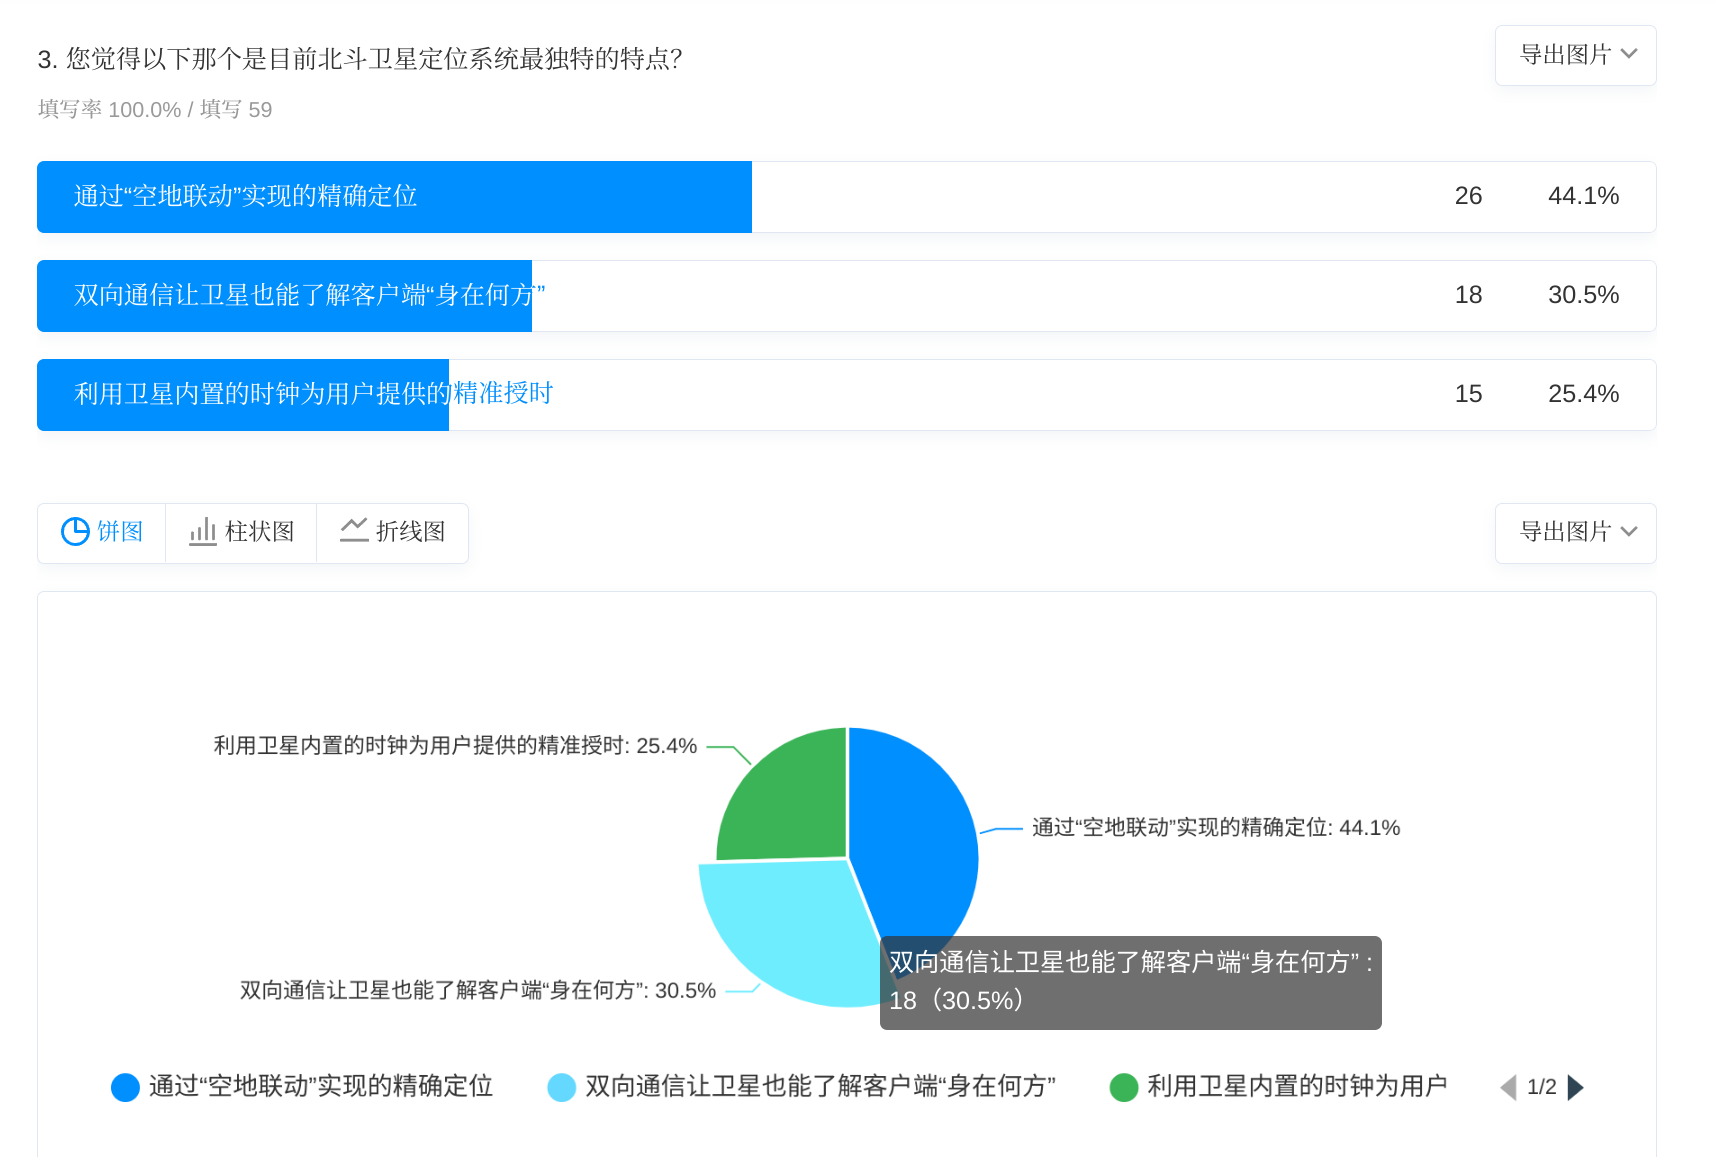 3. 您觉得以下那个是目前北斗卫星定位系统最独特的特点？
导出图片
填写率 100.0% / 填写 59
通过“空地联动”实现的精确定位 26 44.1%
双向通信让卫星也能了解客户端“身在何方” 18 30.5%
利用卫星内置的时钟为用户提供的精准授时 15 25.4%
饼图 柱状图 折线图 导出图片
利用卫星内置的时钟为用户提供的精准授时: 25.4%
通过“空地联动”实现的精确定位: 44.1%
双向通信让卫星也能了解客户端“身在何方”: 30.5%
双向通信让卫星也能了解客户端“身在何方” :
18（30.5%）
通过“空地联动”实现的精确定位 双向通信让卫星也能了解客户端“身在何方” 利用卫星内置的时钟为用户 1/2